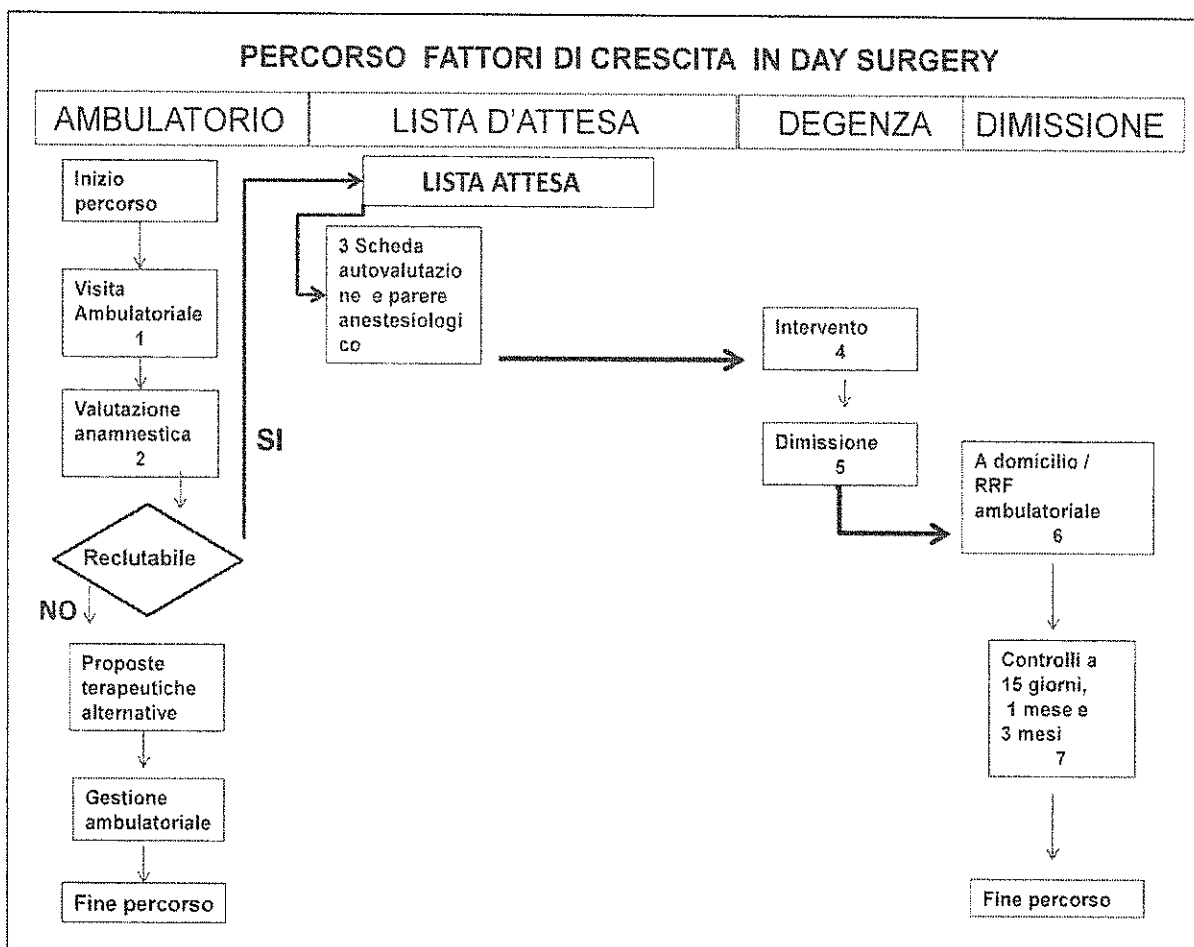 PERCORSO FATTORI DI CRESCITA IN DAY SURGERY
AMBULATORIO
LISTA D'ATTESA
DEGENZA
DIMISSIONE
Inizio
percorso
Visita
Ambulatoriale
1
Valutazione
anamnestica
2
Reclutabile
SI
NO
Proposte
terapeutiche
alternative
Gestione
ambulatoriale
Fine percorso
LISTA ATTESA
3 Scheda
autovalutazio
ne e parere
anestesiologi
co
Intervento
4
Dimissione
5
A domicilio /
RRF
ambulatoriale
6
Controlli a
15 giorni,
1 mese e
3 mesi
7
Fine percorso